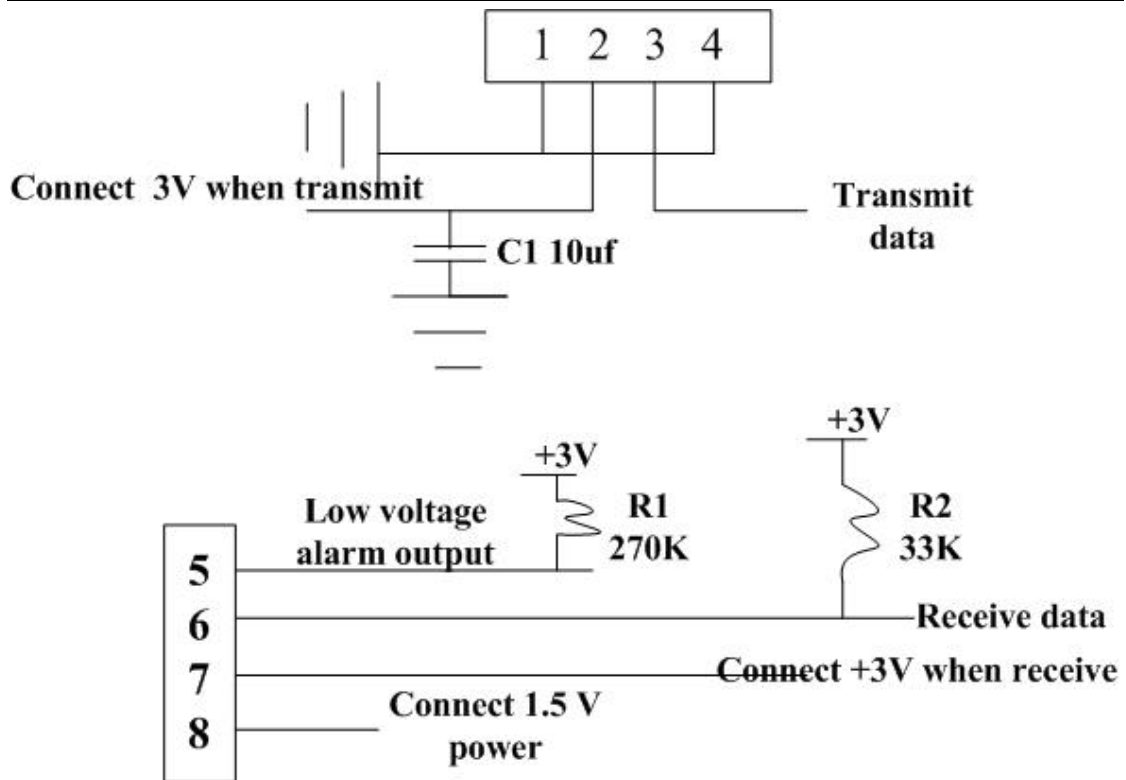 1 2 3 4
Connect 3V when transmit
Transmit
data
C1 10uf
+3V
+3V
Low voltage
alarm output
R1
270K
R2
33K
5
6
Receive data
7
Connect +3V when receive
8
Connect 1.5 V
power